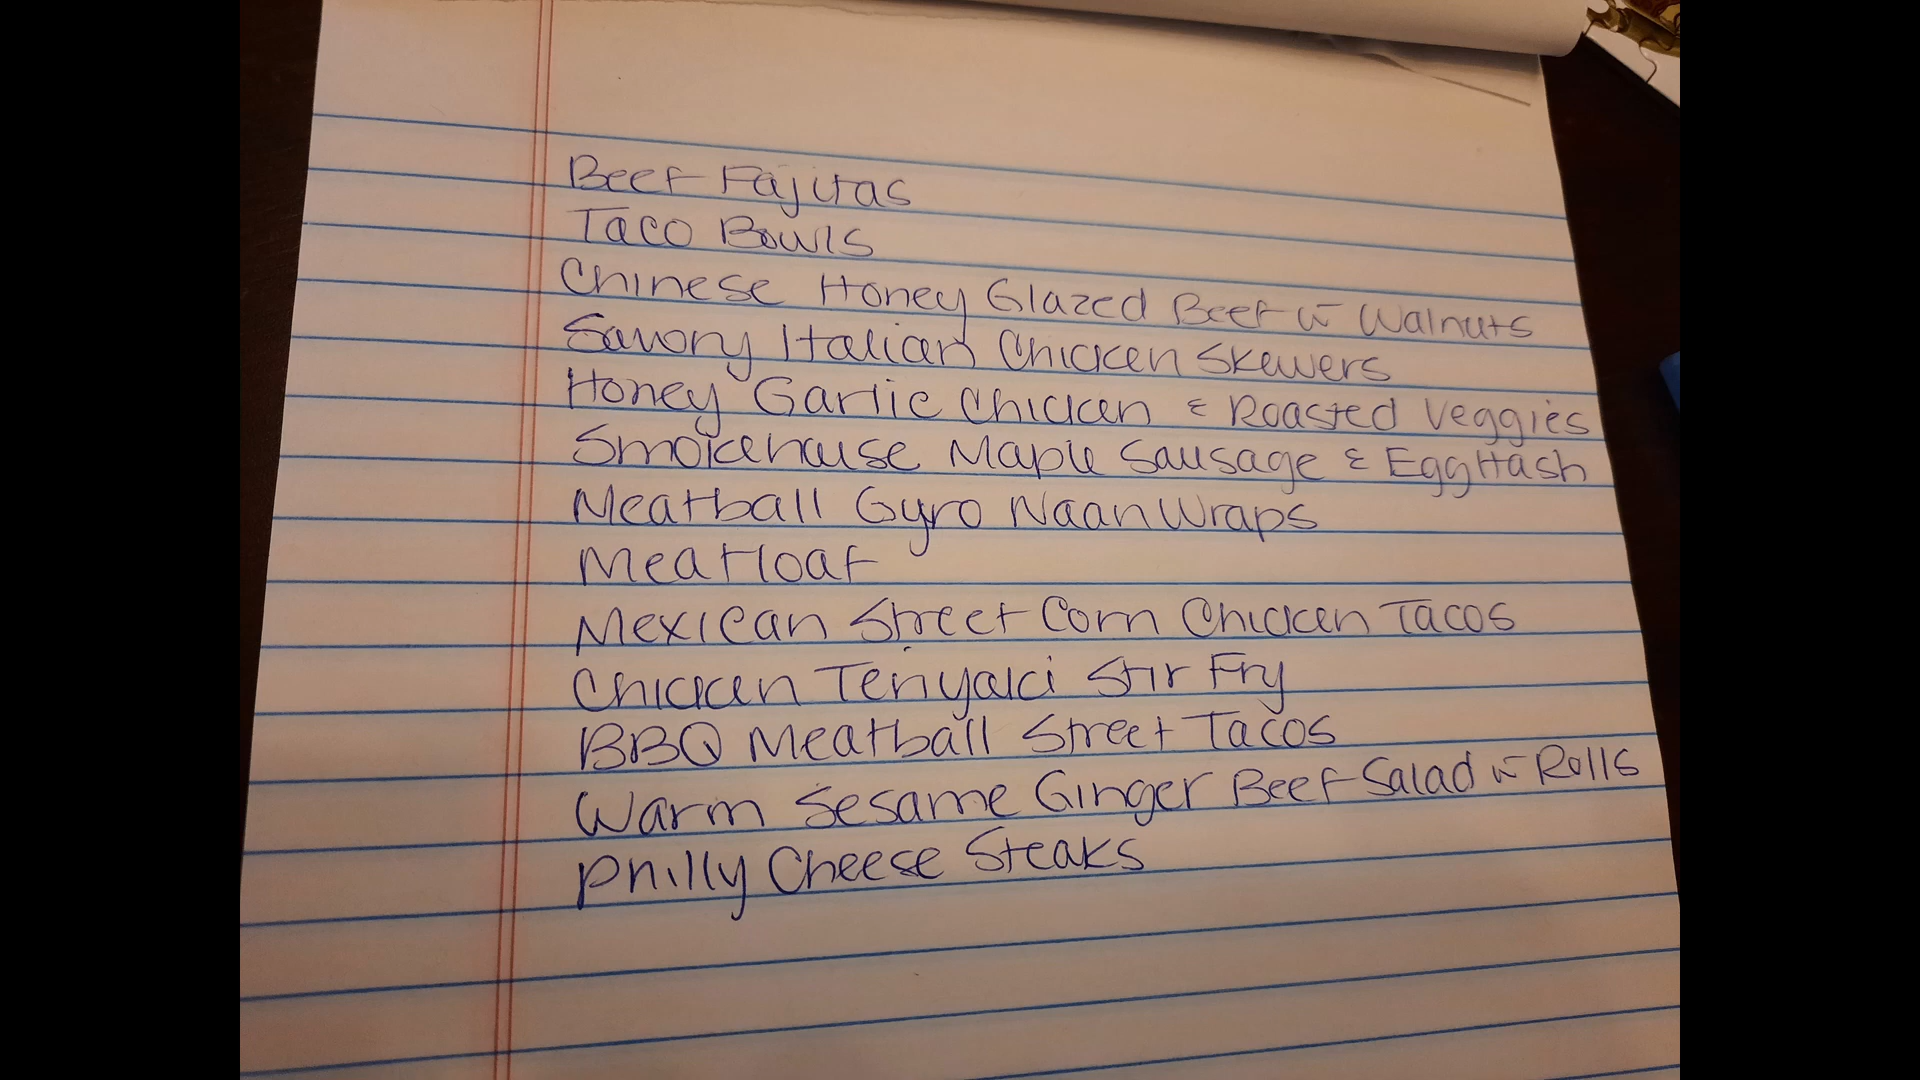 Beef Fajitas
Taco Bowls
Chinese Honey Glazed Beef w Walnuts
Savory Italian Chicken Skewers
Honey Garlic Chicken & Roasted Veggies
Smokehouse Maple Sausage & Egg Hash
Meatball Gyro Naan Wraps
Meatloaf
Mexican Street Corn Chicken Tacos
Chicken Teriyaki Stir Fry
BBQ Meatball Street Tacos
Warm Sesame Ginger Beef Salad w Rolls
Philly Cheese Steaks